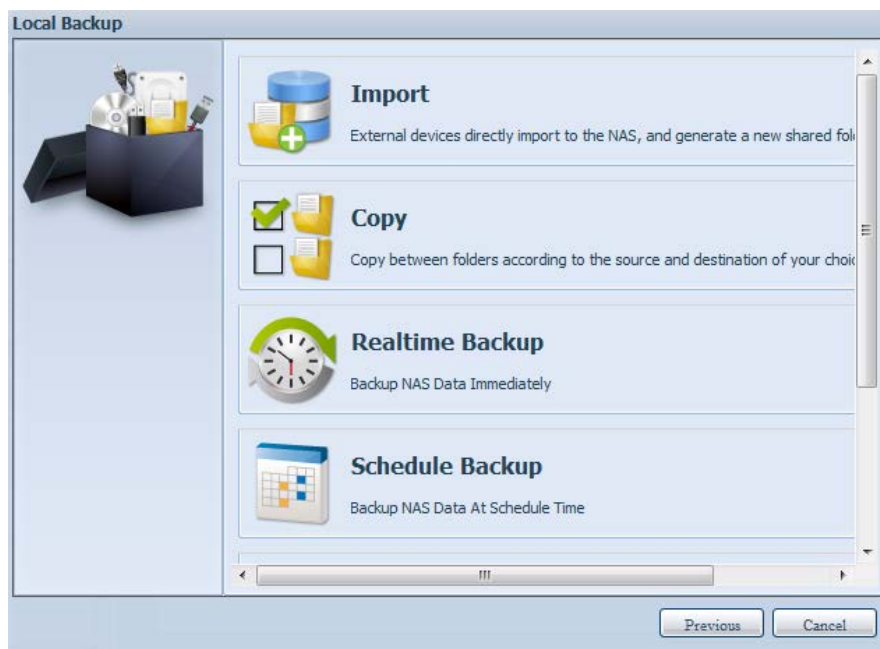 Local Backup
Import
External devices directly import to the NAS, and generate a new shared
Copy
Copy between folders according to the source and destination of your
Realtime Backup
Backup NAS Data Immediately
Schedule Backup
Backup NAS Data At Schedule Time
Previous
Cancel